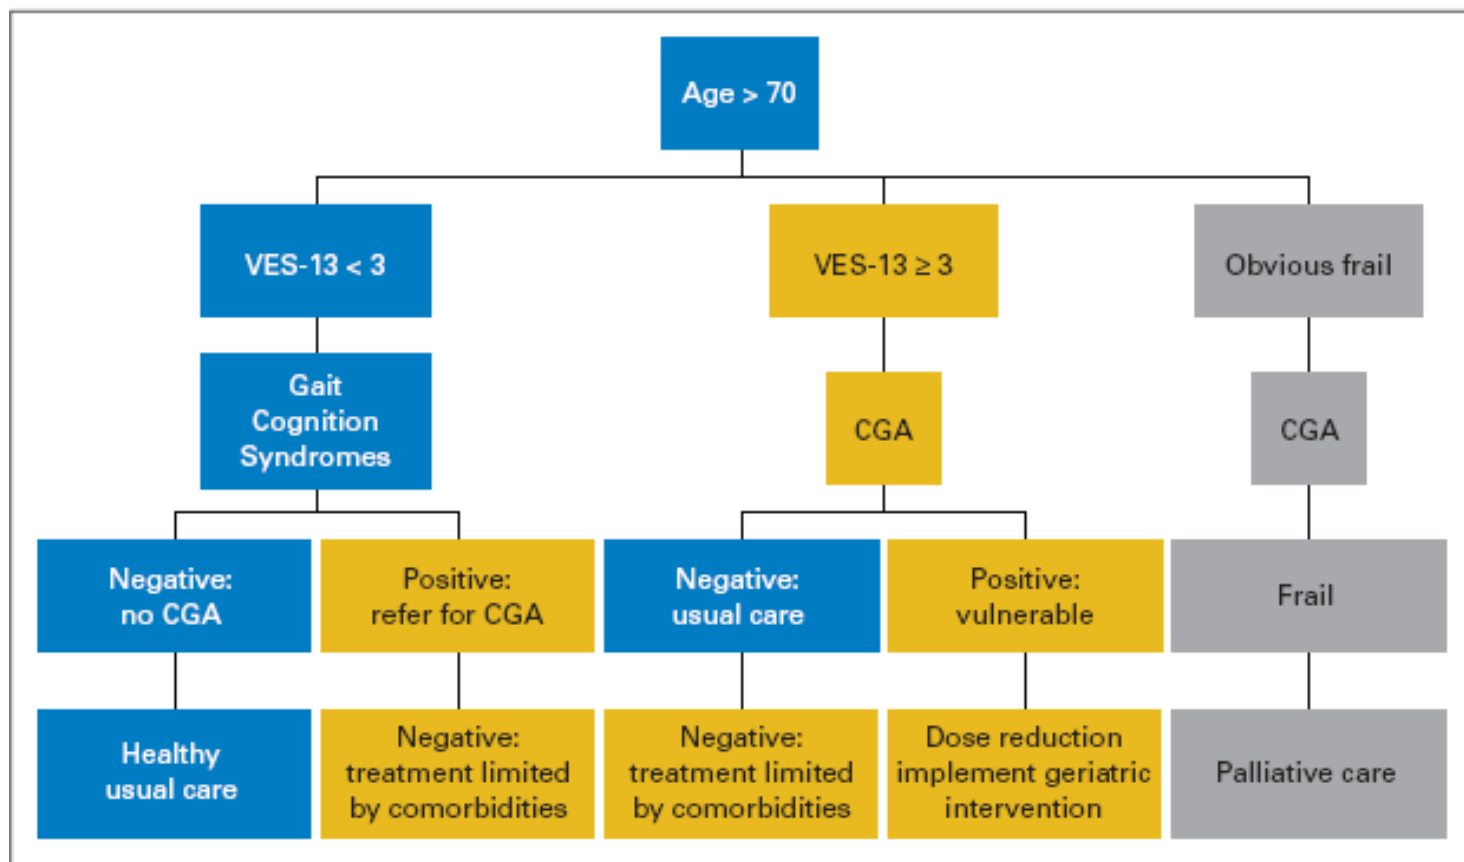 Age > 70
VES-13 < 3
VES-13 ≥ 3
Obvious frail
Gait
Cognition
Syndromes
CGA
CGA
Negative:
no CGA
Positive:
refer for CGA
Negative:
usual care
Positive:
vulnerable
Frail
Healthy
usual care
Negative:
treatment limited
by comorbidities
Negative:
treatment limited
by comorbidities
Dose reduction
implement geriatric
intervention
Palliative care